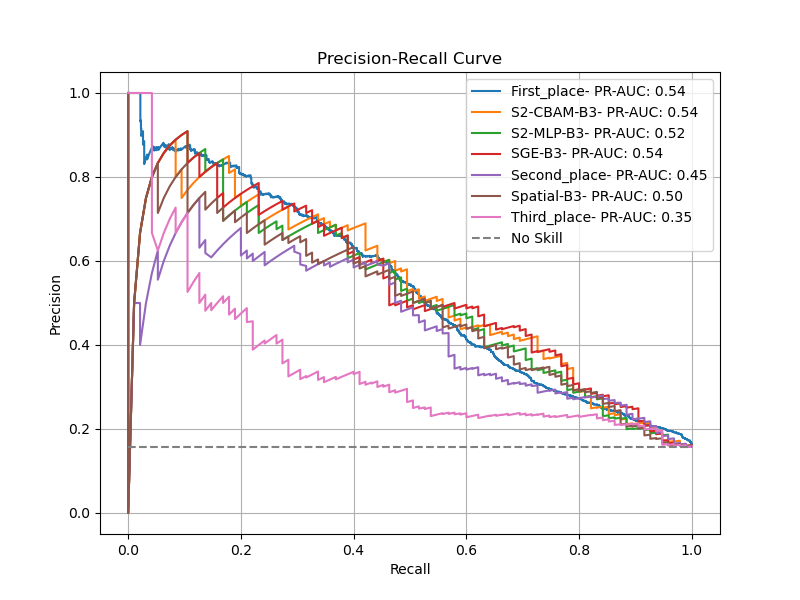 Precision-Recall Curve
First_place- PR-AUC: 0.54
S2-CBAM-B3- PR-AUC: 0.54
S2-MLP-B3- PR-AUC: 0.52
SGE-B3- PR-AUC: 0.54
Second_place- PR-AUC: 0.45
Spatial-B3- PR-AUC: 0.50
Third_place- PR-AUC: 0.35
No Skill
Precision
1.0
0.8
0.6
0.4
0.2
0.0
0.0 0.2 0.4 0.6 0.8 1.0
Recall